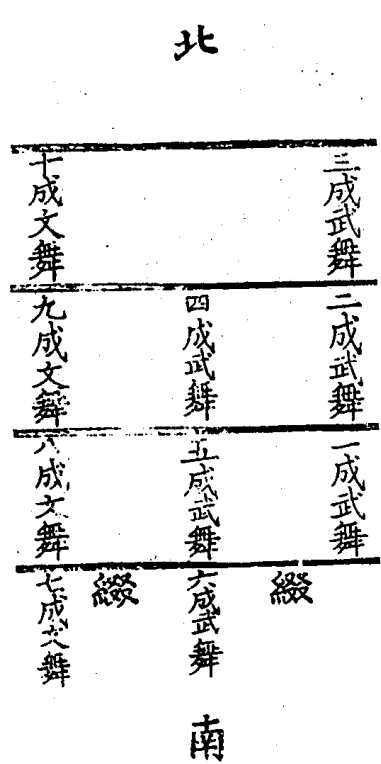 北
三成武舞
十成文舞
二成武舞
四成武舞
九成文舞
一成武舞
五成武舞
八成文舞
綴
六成武舞
綴
七成文舞
南